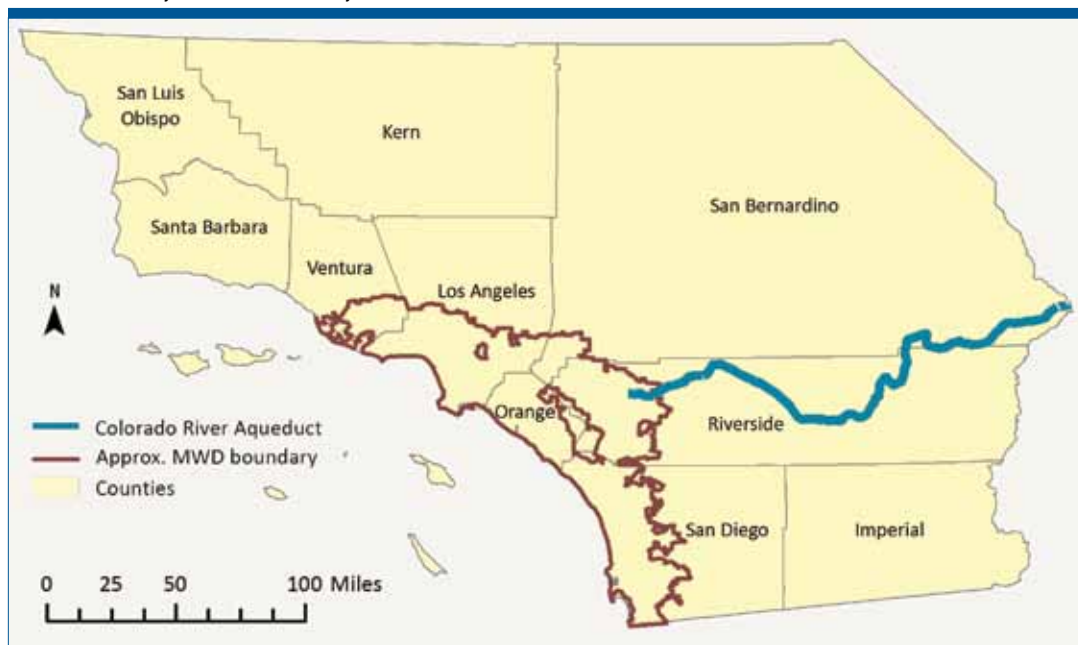 San Luis
Obispo
Kern
San Bernardino
Santa Barbara
Ventura
Los Angeles
N
Orange
Riverside
Colorado River Aqueduct
Approx. MWD boundary
Counties
San Diego
Imperial
0 25 50 100 Miles